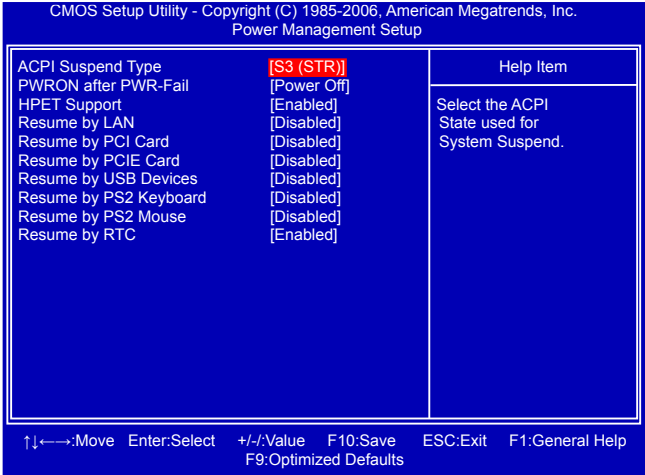 CMOS Setup Utility - Copyright (C) 1985-2006, American Megatrends, Inc.
Power Management Setup
ACPI Suspend Type [S3 (STR)]
PWRON after PWR-Fail [Power Off]
HPET Support [Enabled]
Resume by LAN [Disabled]
Resume by PCI Card [Disabled]
Resume by PCIE Card [Disabled]
Resume by USB Devices [Disabled]
Resume by PS2 Keyboard [Disabled]
Resume by PS2 Mouse [Disabled]
Resume by RTC [Enabled]
Help Item
Select the ACPI
State used for
System Suspend.
↑↓←→:Move Enter:Select +/-/:Value F10:Save ESC:Exit F1:General Help
F9:Optimized Defaults